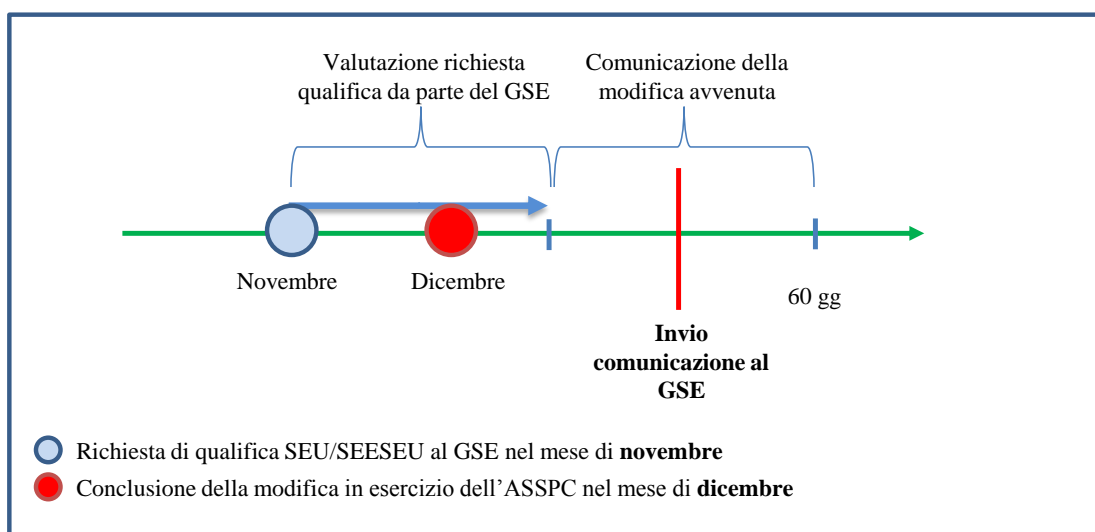 Valutazione richiesta
qualifica da parte del GSE
Comunicazione della
modifica avvenuta
Novembre
Dicembre
60 gg
Invio
comunicazione al
GSE
Richiesta di qualifica SEU/SEESEU al GSE nel mese di novembre
Conclusione della modifica in esercizio dell’ASSPC nel mese di dicembre